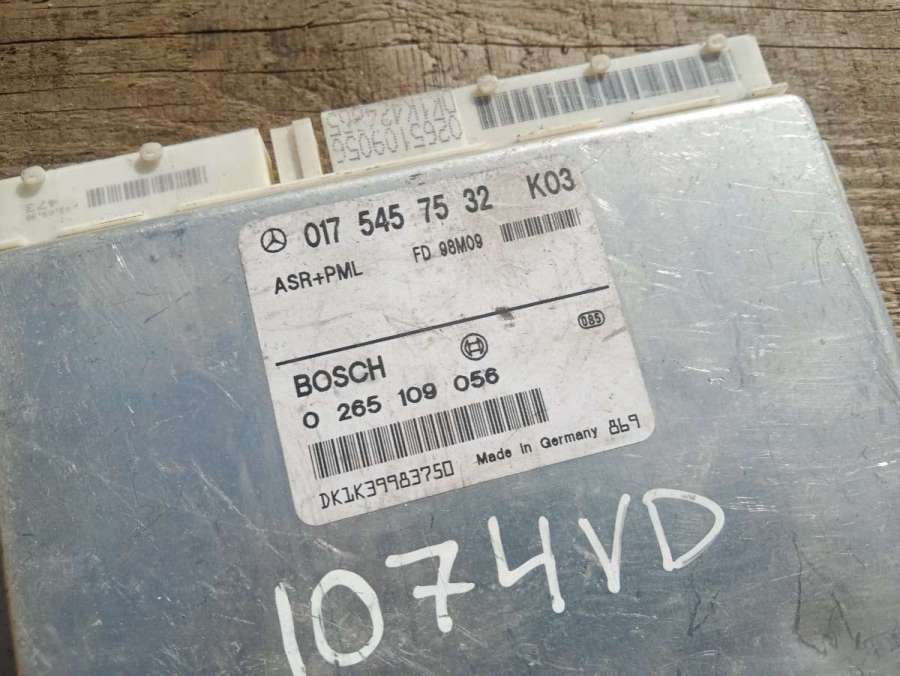 0265109056
017 545 75 32 K03
ASR+PML FD 98M09
085
BOSCH
0 265 109 056
DK1K39983750 Made in Germany 869
1074VD